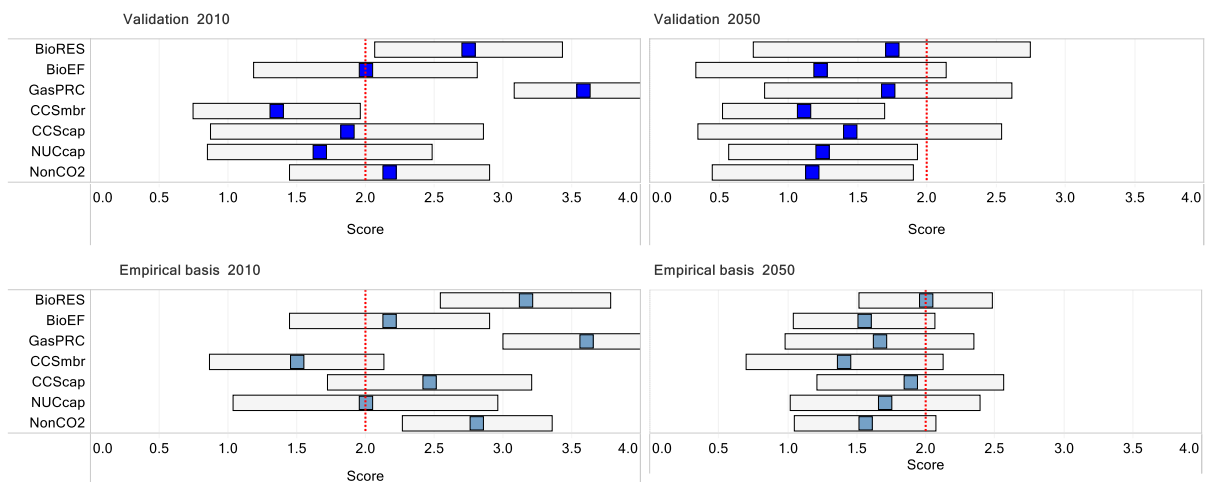 Validation 2010
Validation 2050
BioRES
BioEF
GasPRC
CCSmbr
CCScap
NUCcap
NonCO2
0.0 0.5 1.0 1.5 2.0 2.5 3.0 3.5 4.0
0.0 0.5 1.0 1.5 2.0 2.5 3.0 3.5 4.0
Score
Score
Empirical basis 2010
Empirical basis 2050
BioRES
BioEF
GasPRC
CCSmbr
CCScap
NUCcap
NonCO2
0.0 0.5 1.0 1.5 2.0 2.5 3.0 3.5 4.0
0.0 0.5 1.0 1.5 2.0 2.5 3.0 3.5 4.0
Score
Score